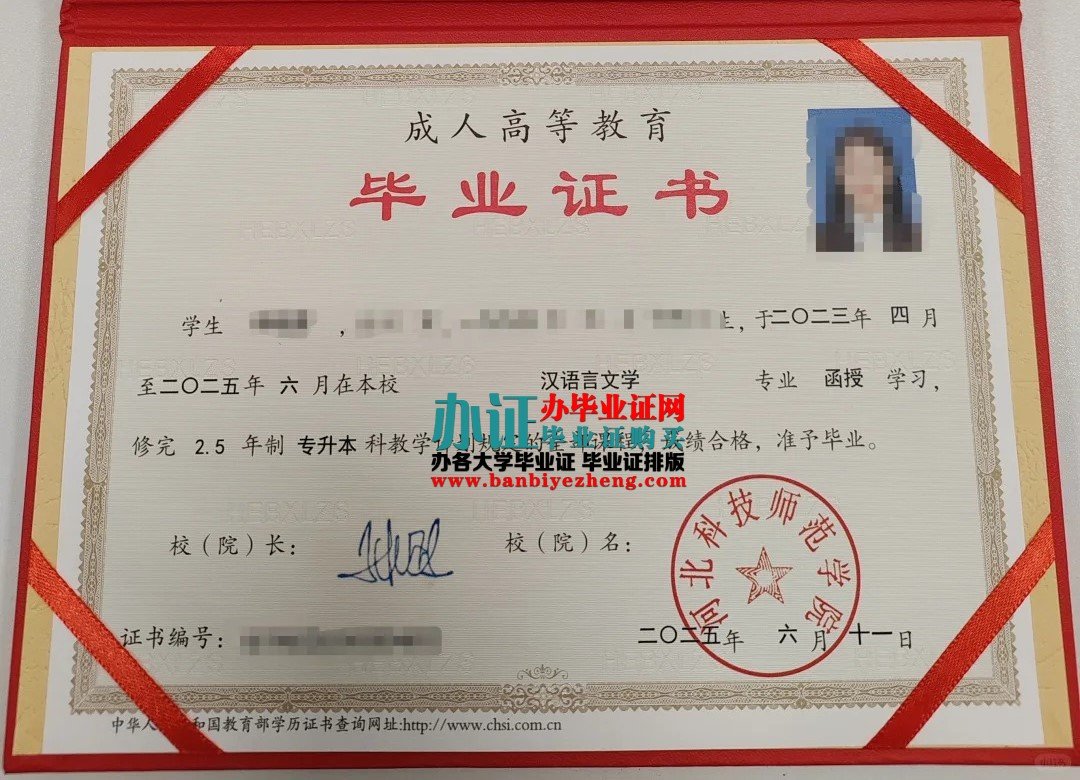 成人高等教育
毕业证书
学生 , 生，于二〇二三年 四 月
至二〇二五年 六 月在本校 汉语言文学 专业 函授 学习，
修完 2.5 年制 专升本 科教学 成绩合格，准予毕业。
办证
办毕业证网
毕业证购买
办各大学毕业证 毕业证排版
www.banbiyezheng.com
校（院）长： 校（院）名：
河北科技师范学院
证书编号：
二〇二五年 六 月 十一日
中华人 和国教育部学历证书查询网址:http://www.chsi.com.cn
HEBXLZS